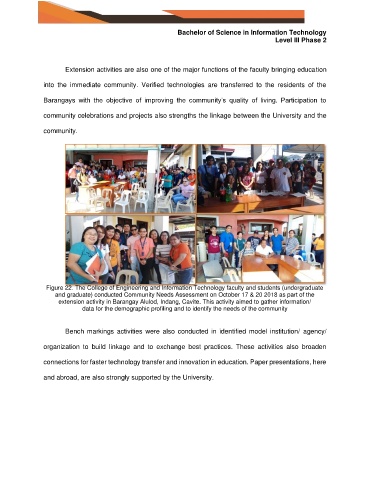 Bachelor of Science in Information Technology
Level III Phase 2
Extension activities are also one of the major functions of the faculty bringing education
into the immediate community. Verified technologies are transferred to the residents of the
Barangays with the objective of improving the community's quality of living. Participation to
community celebrations and projects also strengths the linkage between the University and the
community.
Figure 22. The College of Engineering and Information Technology faculty and students (undergraduate
and graduate) conducted Community Needs Assessment on October 17 & 20 2018 as part of the
extension activity in Barangay Alulod, Indang, Cavite. This activity aimed to gather information/
data for the demographic profiling and to identify the needs of the community
Bench markings activities were also conducted in identified model institution/ agency/
organization to build linkage and to exchange best practices. These activities also broaden
connections for faster technology transfer and innovation in education. Paper presentations, here
and abroad, are also strongly supported by the University.